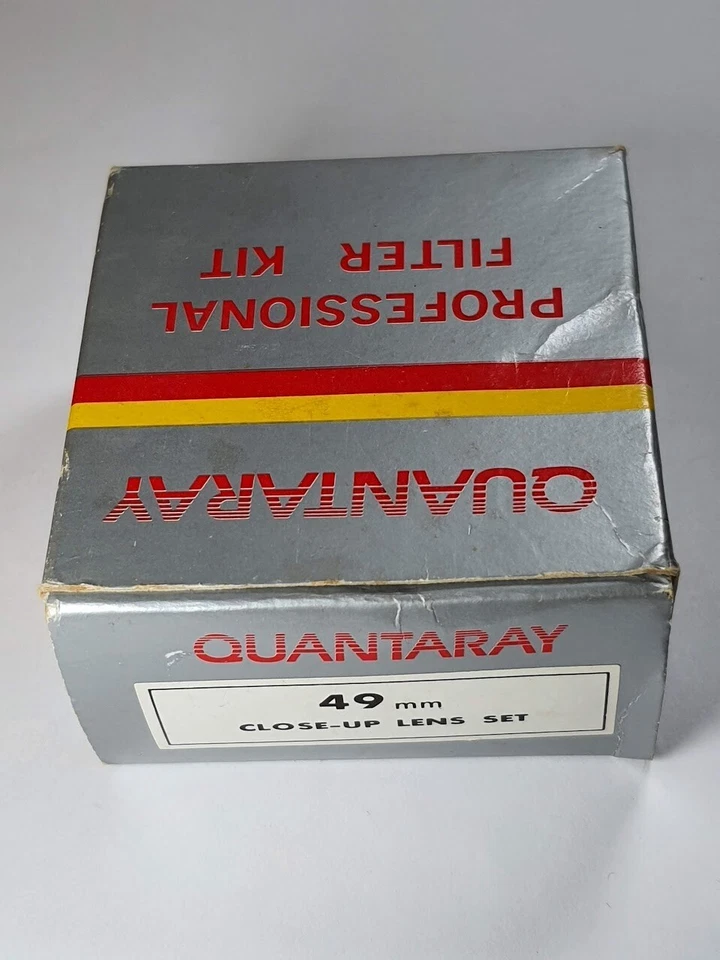 QUANTARAY
PROFESSIONAL
FILTER KIT
QUANTARAY
49 mm
CLOSE-UP LENS SET